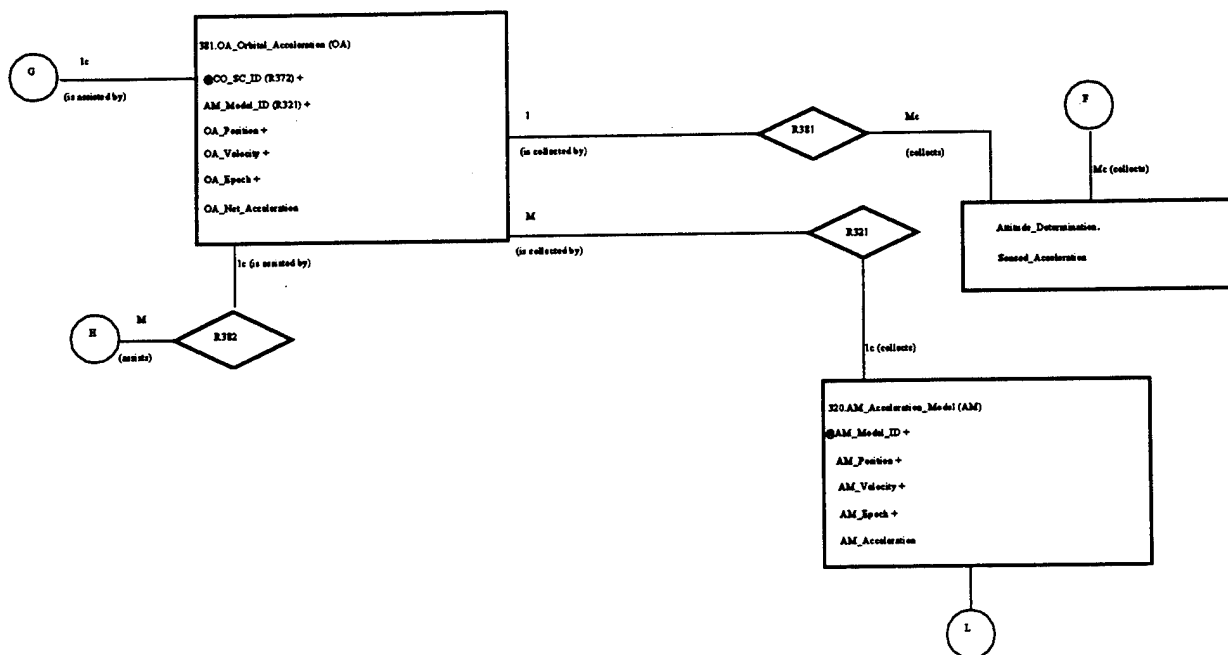 381.OA_Orbital_Acceleration (OA)
G
1c
(is assisted by)
@CO_SC_ID (R372) +
AM_Model_ID (R321) +
OA_Position +
OA_Velocity +
OA_Epoch +
OA_Net_Acceleration
1
(is collected by)
R381
Mc
(collects)
F
Mc (collects)
Attitude_Determination.
Sensed_Acceleration
M
(is collected by)
R321
1c (is assisted by)
H
M
(assists)
R382
1c (collects)
320.AM_Acceleration_Model (AM)
@AM_Model_ID +
AM_Position +
AM_Velocity +
AM_Epoch +
AM_Acceleration
L